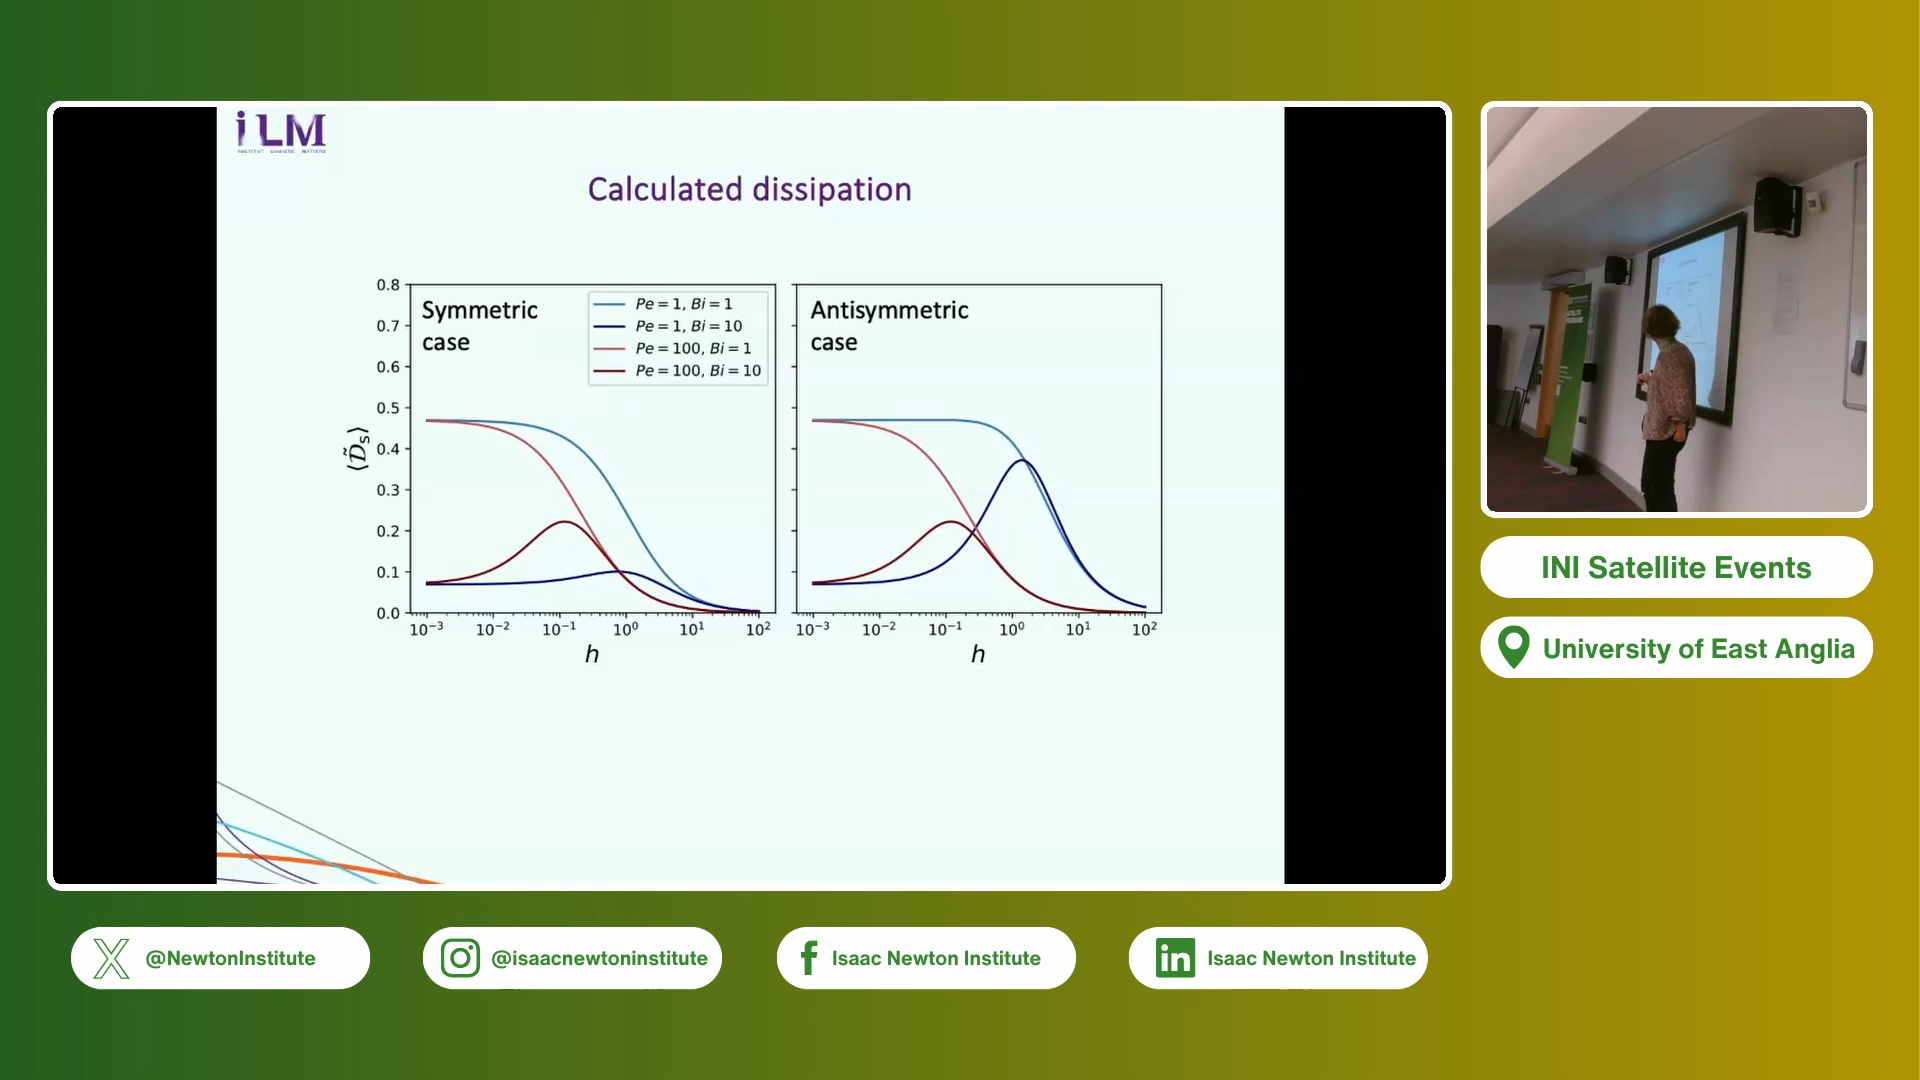 iLM
INSTITUT LUMIERE MATIERE
Calculated dissipation
Symmetric
case
Pe = 1, Bi = 1
Pe = 1, Bi = 10
Pe = 100, Bi = 1
Pe = 100, Bi = 10
Antisymmetric
case
0.8
0.7
0.6
0.5
0.4
0.3
0.2
0.1
0.0
⟨D̃s⟩
10⁻³ 10⁻² 10⁻¹ 10⁰ 10¹ 10²
h
10⁻³ 10⁻² 10⁻¹ 10⁰ 10¹ 10²
h
INI Satellite Events
University of East Anglia
@NewtonInstitute
@isaacnewtoninstitute
Isaac Newton Institute
Isaac Newton Institute